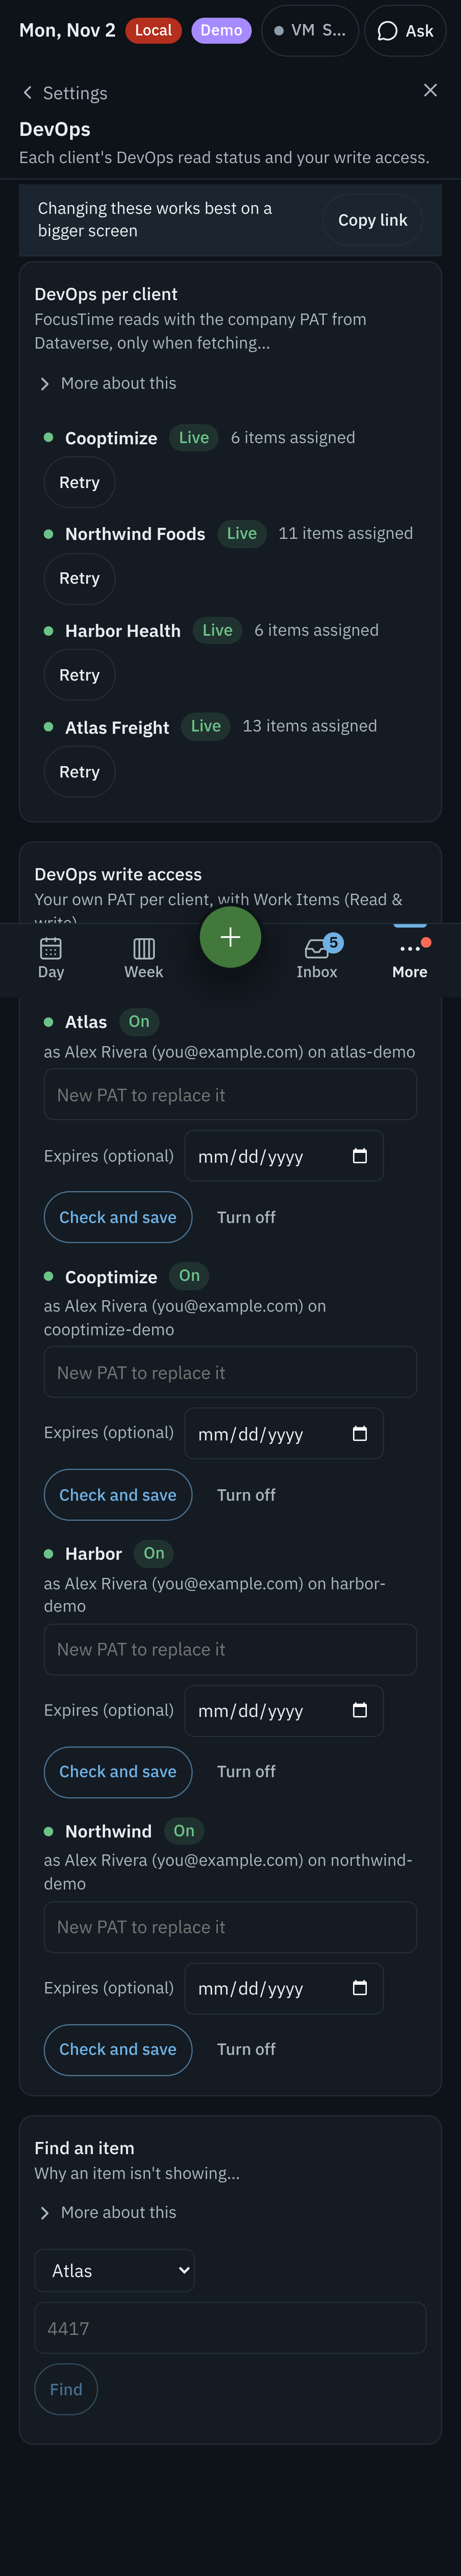 Mon, Nov 2 Local Demo VM S... Ask
Settings
DevOps
Each client's DevOps read status and your write access.
Changing these works best on a
bigger screen
Copy link
DevOps per client
FocusTime reads with the company PAT from
Dataverse, only when fetching...
More about this
Cooptimize Live 6 items assigned
Retry
Northwind Foods Live 11 items assigned
Retry
Harbor Health Live 6 items assigned
Retry
Atlas Freight Live 13 items assigned
Retry
DevOps write access
Your own PAT per client, with Work Items (Read &
write)
Day Week Inbox 5 More
Atlas On
as Alex Rivera (you@example.com) on atlas-demo
New PAT to replace it
Expires (optional) mm/dd/yyyy
Check and save Turn off
Cooptimize On
as Alex Rivera (you@example.com) on
cooptimize-demo
New PAT to replace it
Expires (optional) mm/dd/yyyy
Check and save Turn off
Harbor On
as Alex Rivera (you@example.com) on harbor-
demo
New PAT to replace it
Expires (optional) mm/dd/yyyy
Check and save Turn off
Northwind On
as Alex Rivera (you@example.com) on northwind-
demo
New PAT to replace it
Expires (optional) mm/dd/yyyy
Check and save Turn off
Find an item
Why an item isn't showing...
More about this
Atlas
4417
Find